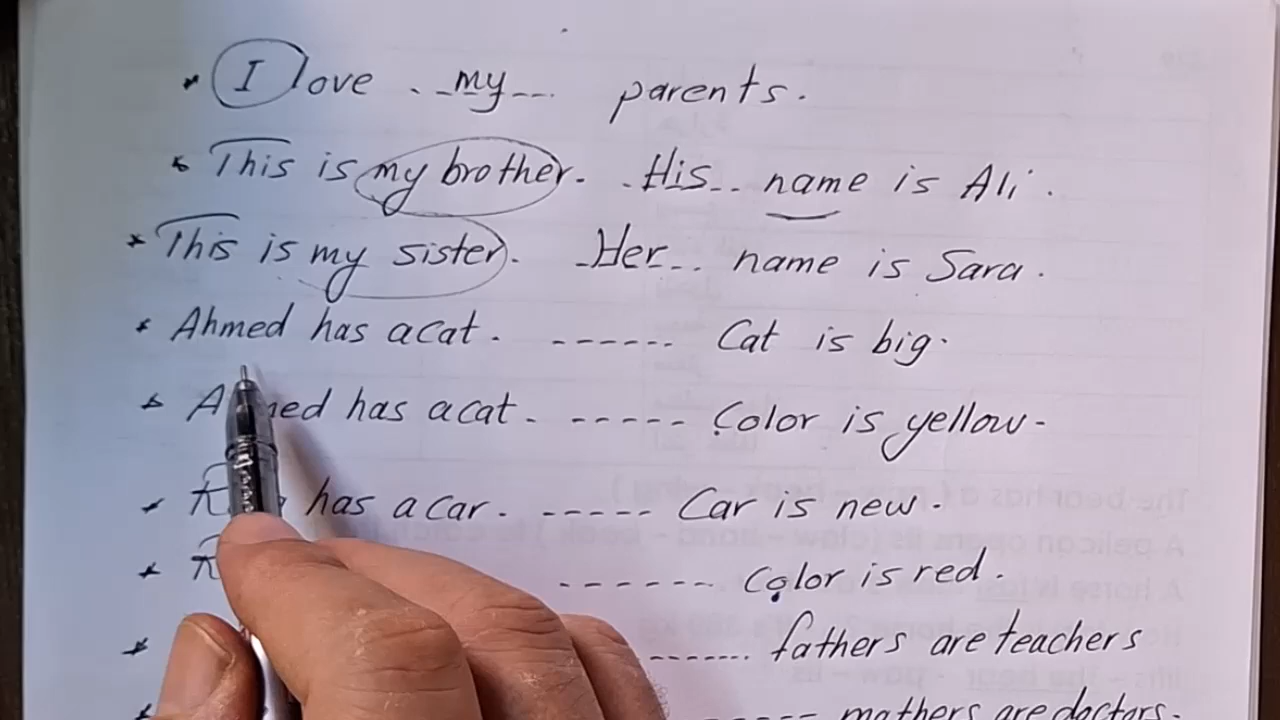 * I love . _ my _ . . parents.
* This is my brother. . His . . name is Ali .
* This is my sister. . Her . . name is Sara .
* Ahmed has a cat . ------ Cat is big .
* Ahmed has a cat . ----- Color is yellow .
* has a car . ----- Car is new .
* ------ Color is red .
* ------ fathers are teachers
----- mothers are doctors .